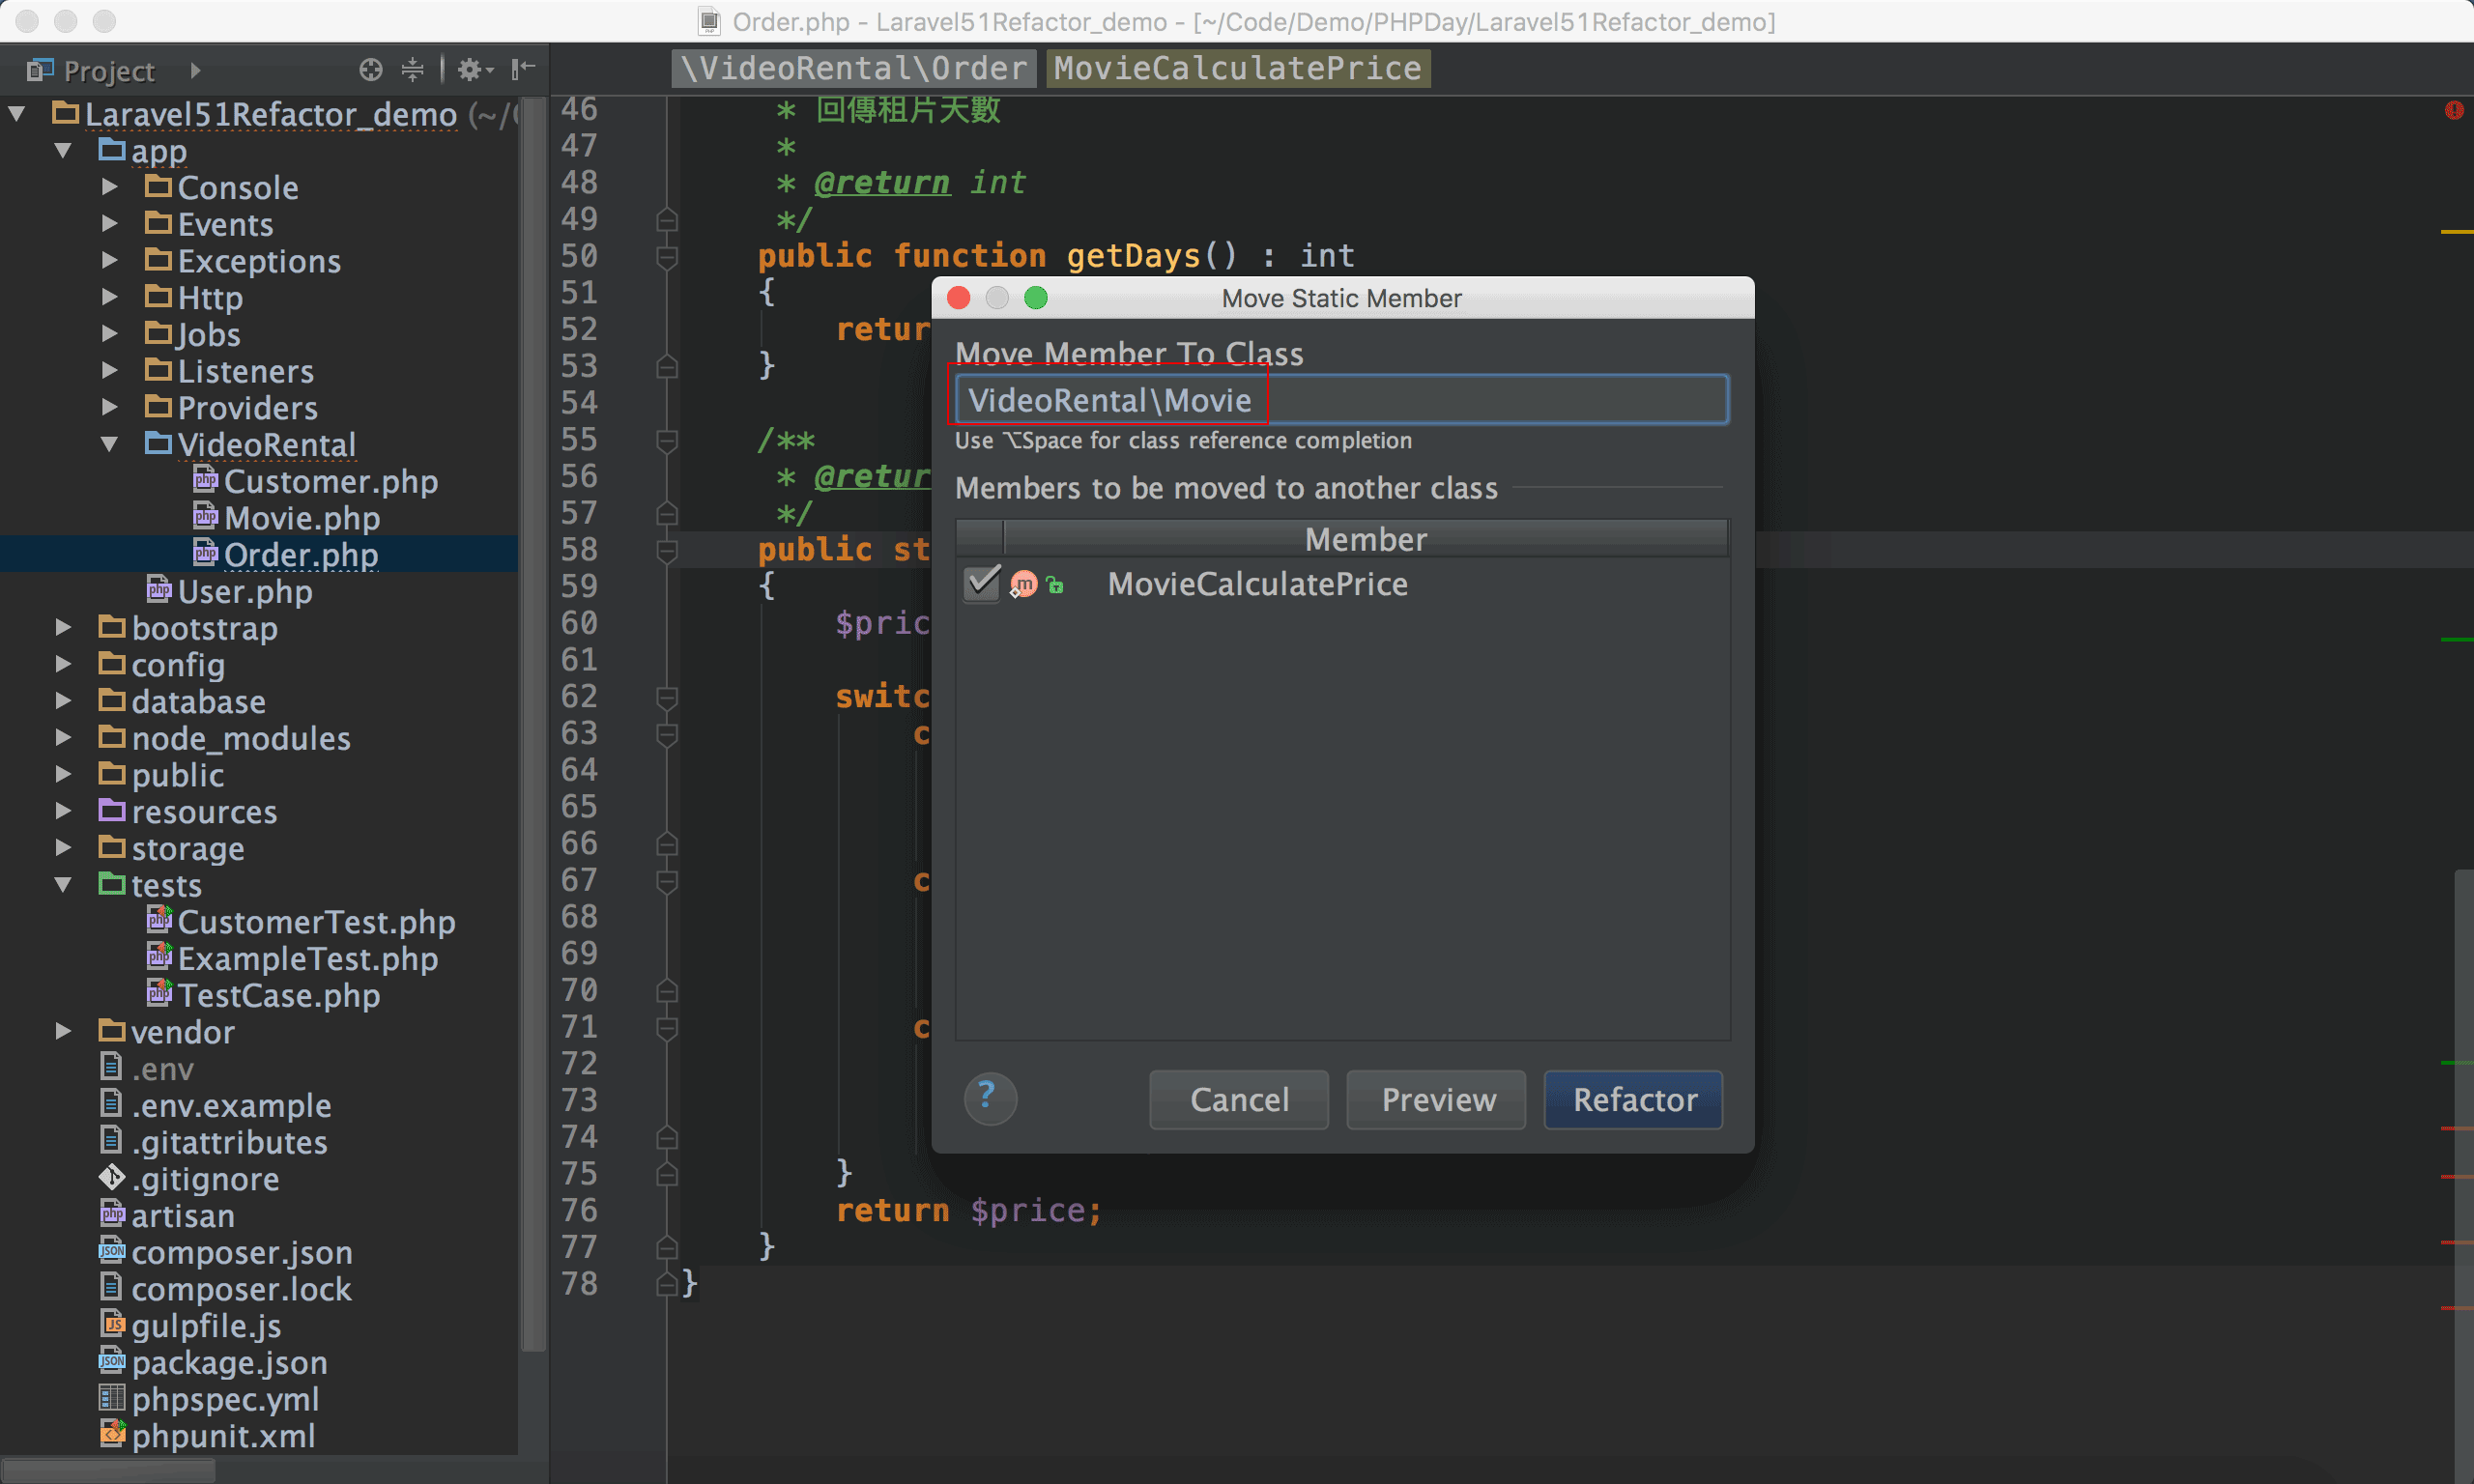 Order.php - Laravel51Refactor_demo - [~/Code/Demo/PHPDay/Laravel51Refactor_demo]
Project
\VideoRental\Order MovieCalculatePrice
Laravel51Refactor_demo (~/
app
Console
Events
Exceptions
Http
Jobs
Listeners
Providers
VideoRental
Customer.php
Movie.php
Order.php
User.php
bootstrap
config
database
node_modules
public
resources
storage
tests
CustomerTest.php
ExampleTest.php
TestCase.php
vendor
.env
.env.example
.gitattributes
.gitignore
artisan
composer.json
composer.lock
gulpfile.js
package.json
phpspec.yml
phpunit.xml
46 * 回傳租片天數
47 *
48 * @return int
49 */
50 public function getDays() : int
51 {
52 retur
53 }
54
55 /**
56 * @retur
57 */
58 public st
59 {
60 $pric
61
62 switc
63 c
64
65
66
67 c
68
69
70
71 c
72
73
74
75 }
76 return $price;
77 }
78 }
Move Static Member
Move Member To Class
VideoRental\Movie
Use ⌥Space for class reference completion
Members to be moved to another class
Member
m MovieCalculatePrice
? Cancel Preview Refactor